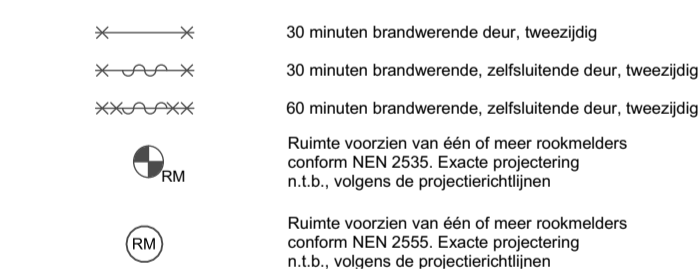 30 minuten brandwerende deur, tweezijdig
30 minuten brandwerende, zelfsluitende deur, tweezijdig
60 minuten brandwerende, zelfsluitende deur, tweezijdig
RM
Ruimte voorzien van één of meer rookmelders
conform NEN 2535. Exacte projectering
n.t.b., volgens de projectierichtlijnen
RM
Ruimte voorzien van één of meer rookmelders
conform NEN 2555. Exacte projectering
n.t.b., volgens de projectierichtlijnen